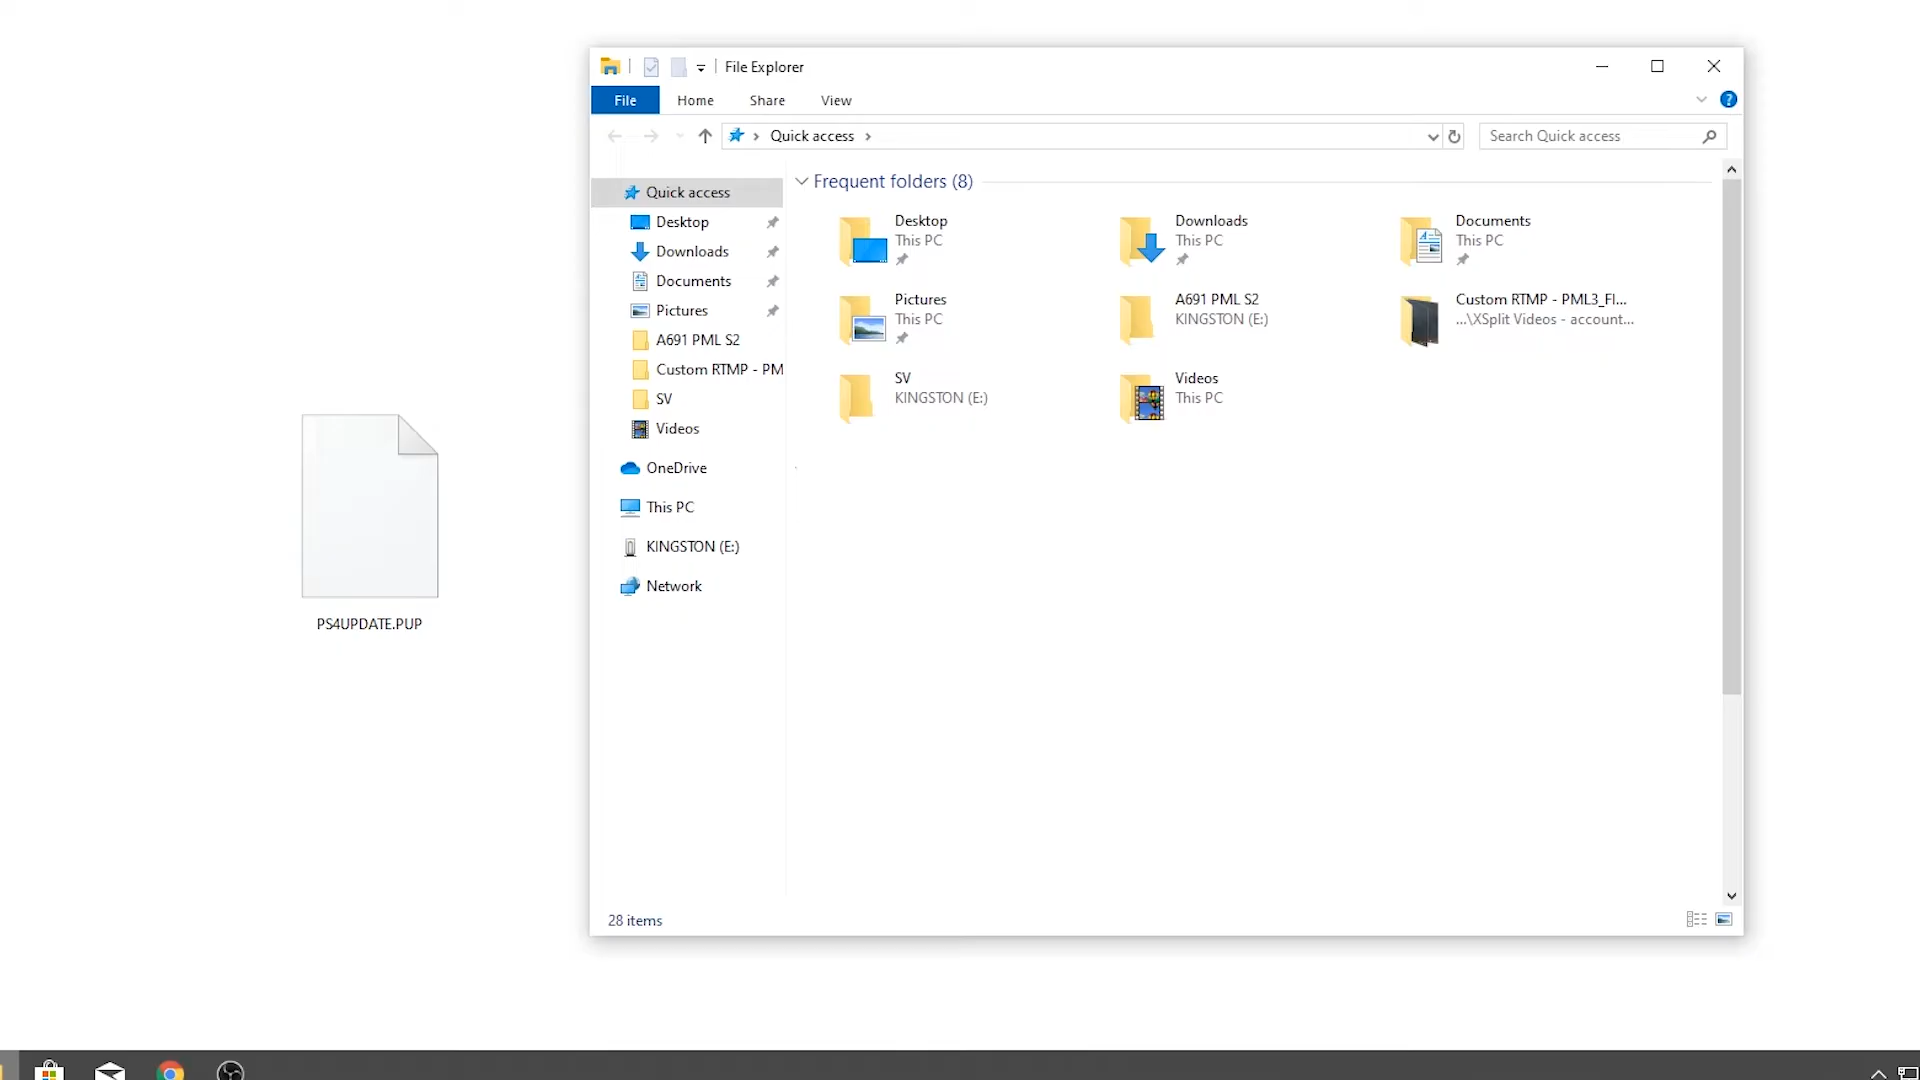 File Explorer
File Home Share View
Quick access
Search Quick access
Quick access
Desktop
Downloads
Documents
Pictures
A691 PML S2
Custom RTMP - PM
SV
Videos
OneDrive
This PC
KINGSTON (E:)
Network
Frequent folders (8)
Desktop
This PC
Downloads
This PC
Documents
This PC
Pictures
This PC
A691 PML S2
KINGSTON (E:)
Custom RTMP - PML3_Fl...
...\XSplit Videos - account...
SV
KINGSTON (E:)
Videos
This PC
28 items
PS4UPDATE.PUP